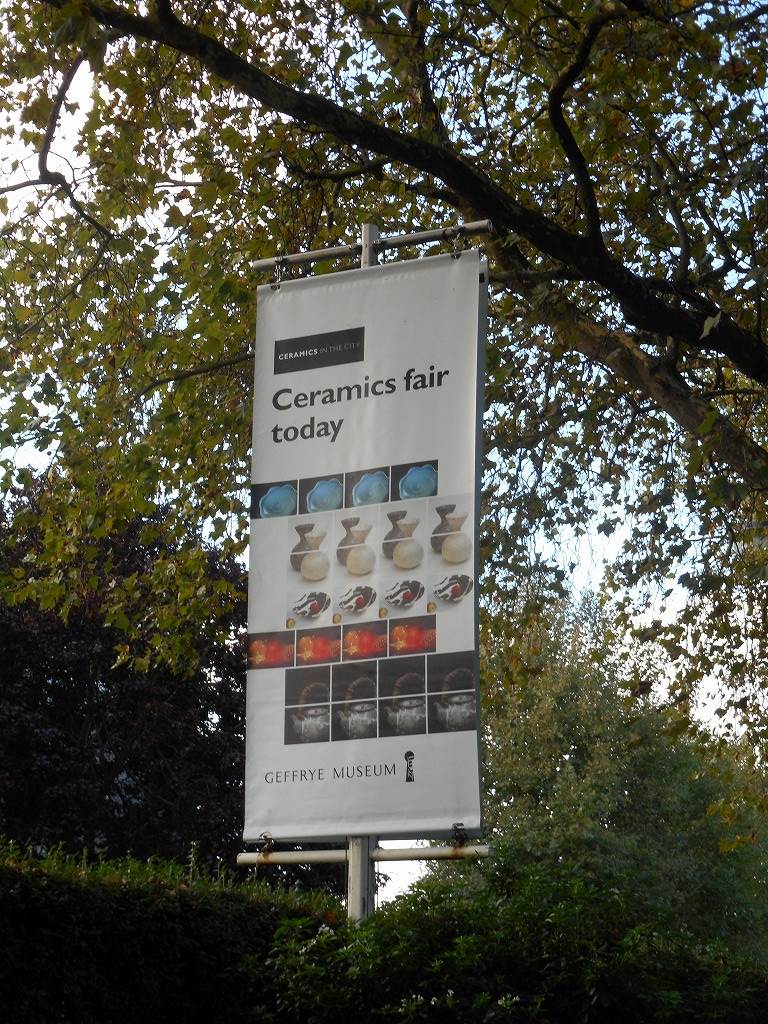 CERAMICS IN THE CITY
Ceramics fair
today
GEFFRYE MUSEUM